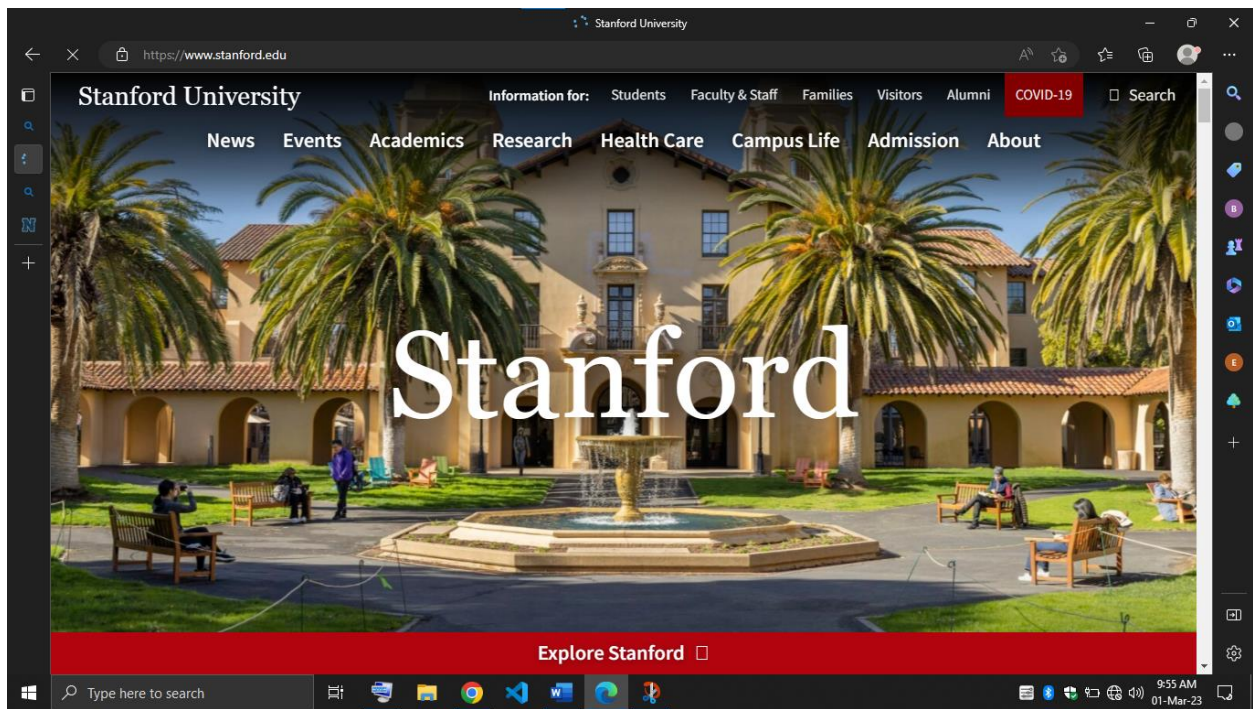 Stanford University
https://www.stanford.edu
Stanford University
Information for: Students Faculty & Staff Families Visitors Alumni COVID-19 Search
News Events Academics Research Health Care Campus Life Admission About
Stanford
Explore Stanford
Type here to search
9:55 AM
01-Mar-23